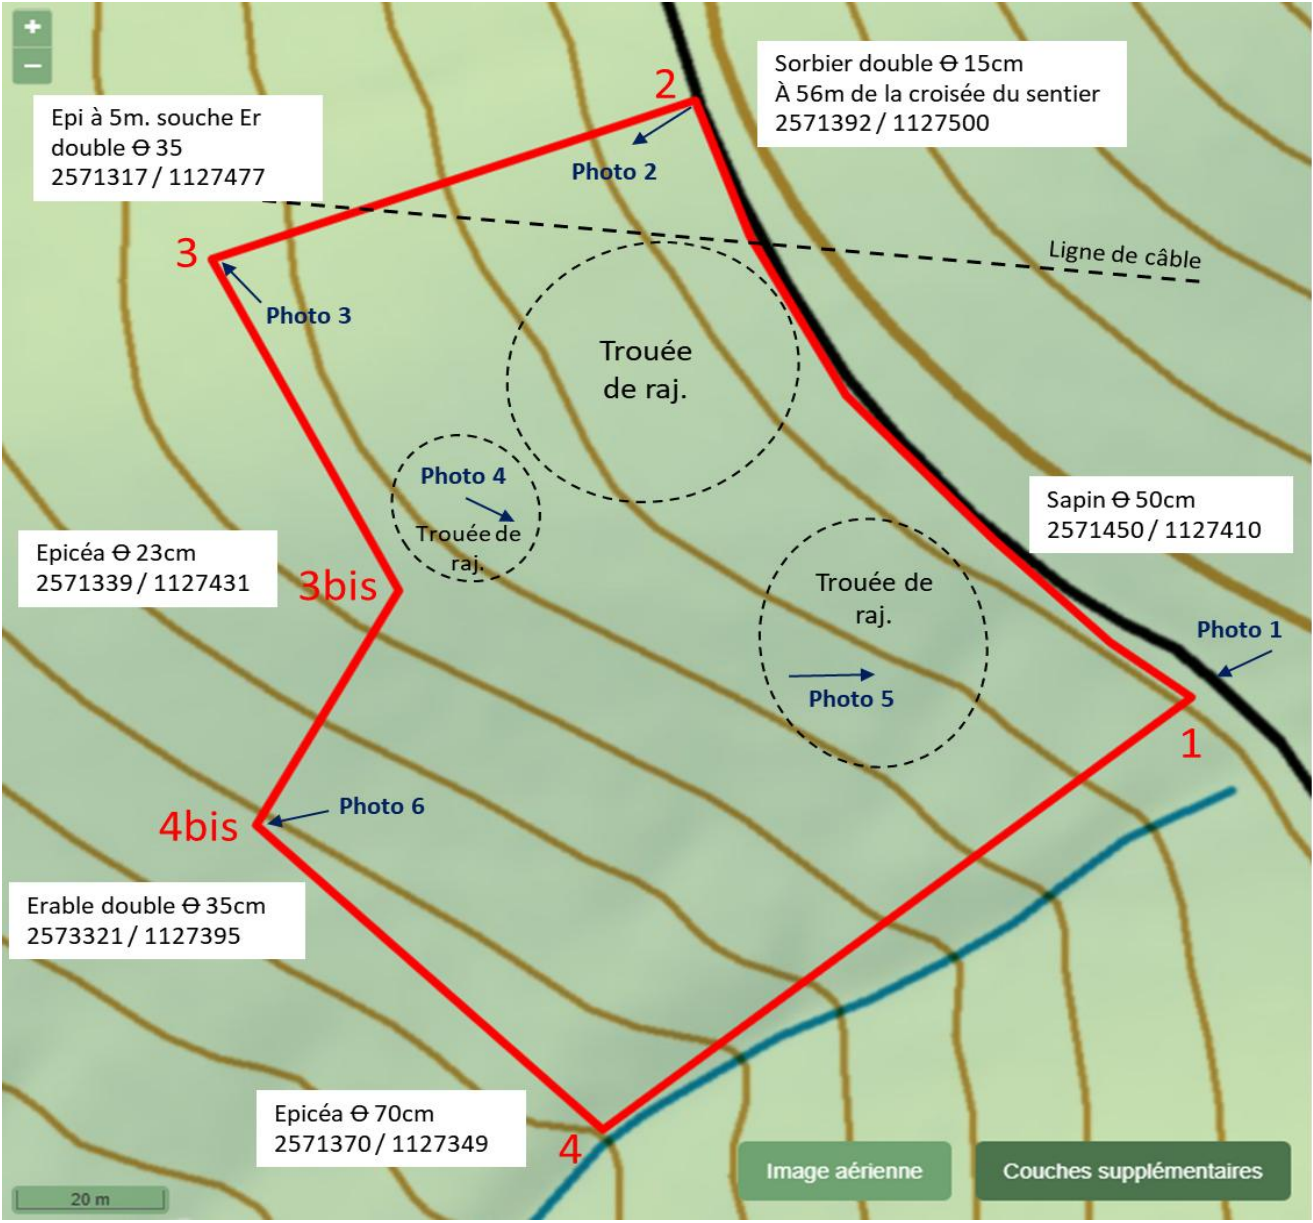 +
−
2
Sorbier double Ɵ 15cm
À 56m de la croisée du sentier
2571392 / 1127500
Epi à 5m. souche Er
double Ɵ 35
2571317 / 1127477
Photo 2
3
Ligne de câble
Photo 3
Trouée
de raj.
Photo 4
Trouée de
raj.
Sapin Ɵ 50cm
2571450 / 1127410
Epicéa Ɵ 23cm
2571339 / 1127431
3bis
Trouée de
raj.
Photo 1
Photo 5
1
Photo 6
4bis
Erable double Ɵ 35cm
2573321 / 1127395
Epicéa Ɵ 70cm
2571370 / 1127349
4
Image aérienne
Couches supplémentaires
20 m